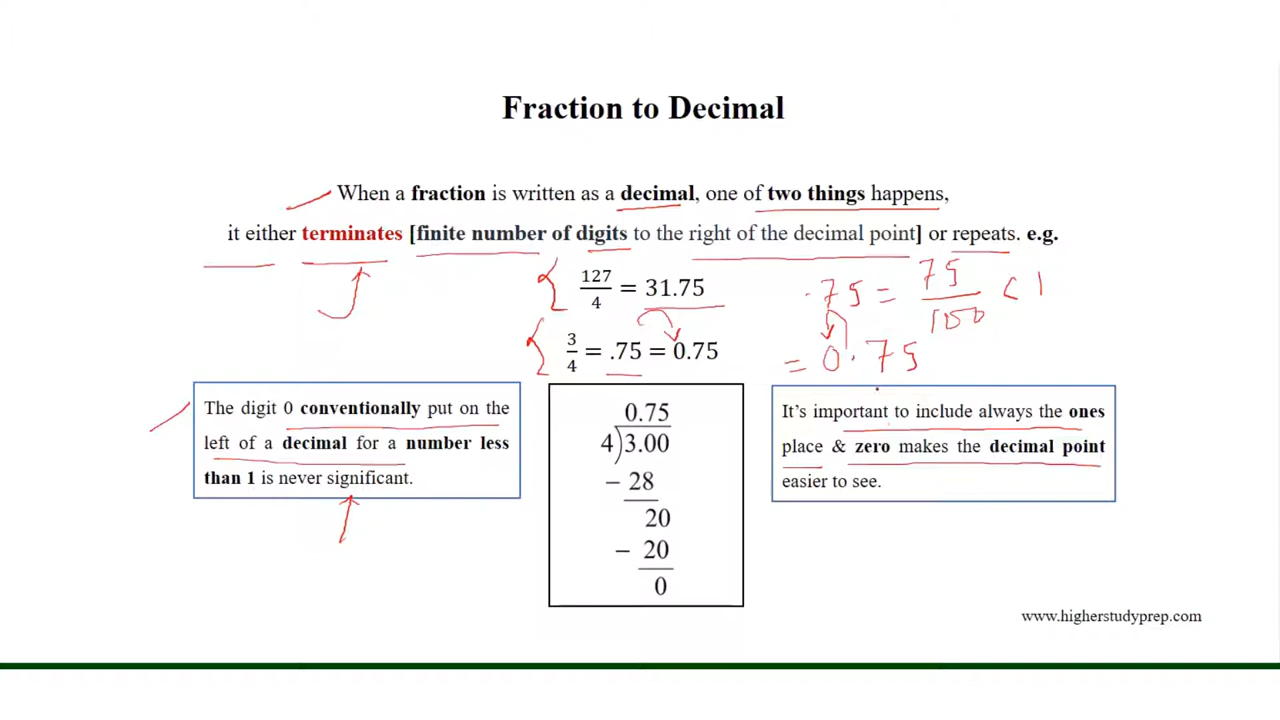 Fraction to Decimal
When a fraction is written as a decimal, one of two things happens,
it either terminates [finite number of digits to the right of the decimal point] or repeats. e.g.
127/4 = 31.75
3/4 = .75 = 0.75
.75 = 75/100 < 1
= 0.75
The digit 0 conventionally put on the
left of a decimal for a number less
than 1 is never significant.
0.75
4)3.00
− 28
20
− 20
0
It's important to include always the ones
place & zero makes the decimal point
easier to see.
www.higherstudyprep.com